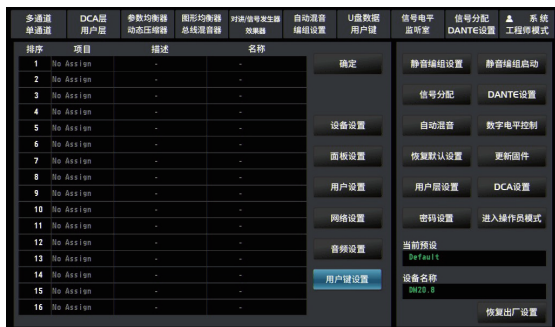 多通道 DCA层 参数均衡器 图形均衡器 对讲/信号发生器 自动混音 U盘数据 信号电平 信号分配 系 统
单通道 用户层 动态压缩器 总线混音器 效果器 编组设置 用户键 监听室 DANTE设置 工程师模式
排序 项目 描述 名称
1 No Assign - - 确定 静音编组设置 静音编组启动
2 No Assign - -
3 No Assign - - 信号分配 DANTE设置
4 No Assign - -
5 No Assign - - 设备设置 自动混音 数字电平控制
6 No Assign - -
7 No Assign - - 面板设置 恢复默认设置 更新固件
8 No Assign - -
9 No Assign - - 用户设置 用户层设置 DCA设置
10 No Assign - -
11 No Assign - - 网络设置 密码设置 进入操作员模式
12 No Assign - - 当前预设
13 No Assign - - 音频设置 Default
14 No Assign - - 用户键设置 设备名称
15 No Assign - - DM20.8
16 No Assign - - 恢复出厂设置